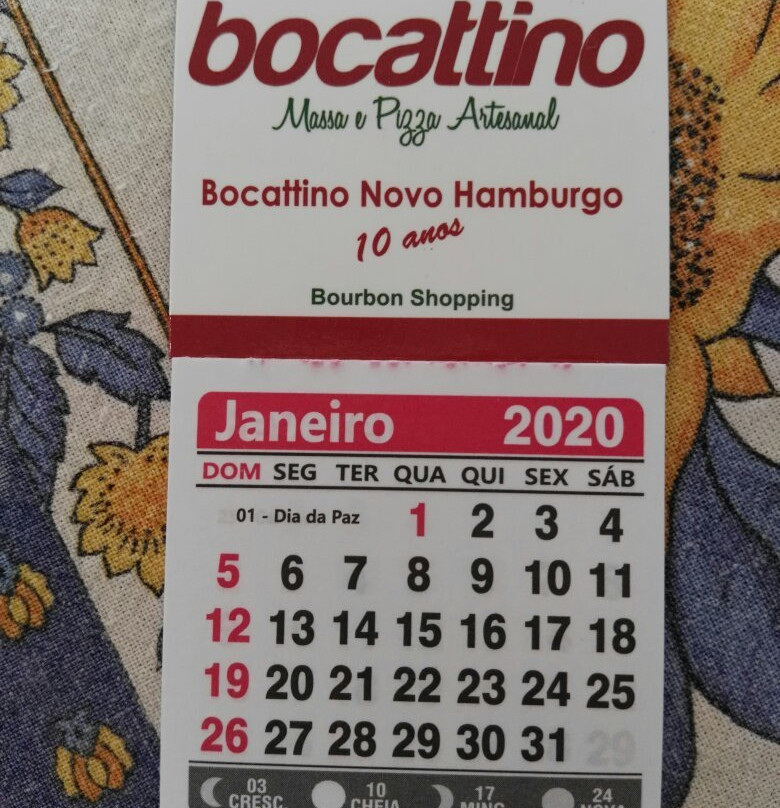 bocattino
Massa e Pizza Artesanal
Bocattino Novo Hamburgo
10 anos
Bourbon Shopping
Janeiro 2020
DOM SEG TER QUA QUI SEX SÁB
01 - Dia da Paz 1 2 3 4
5 6 7 8 9 10 11
12 13 14 15 16 17 18
19 20 21 22 23 24 25
26 27 28 29 30 31 29
03 10 17 24
CRESC. CHEIA MING. NOVA